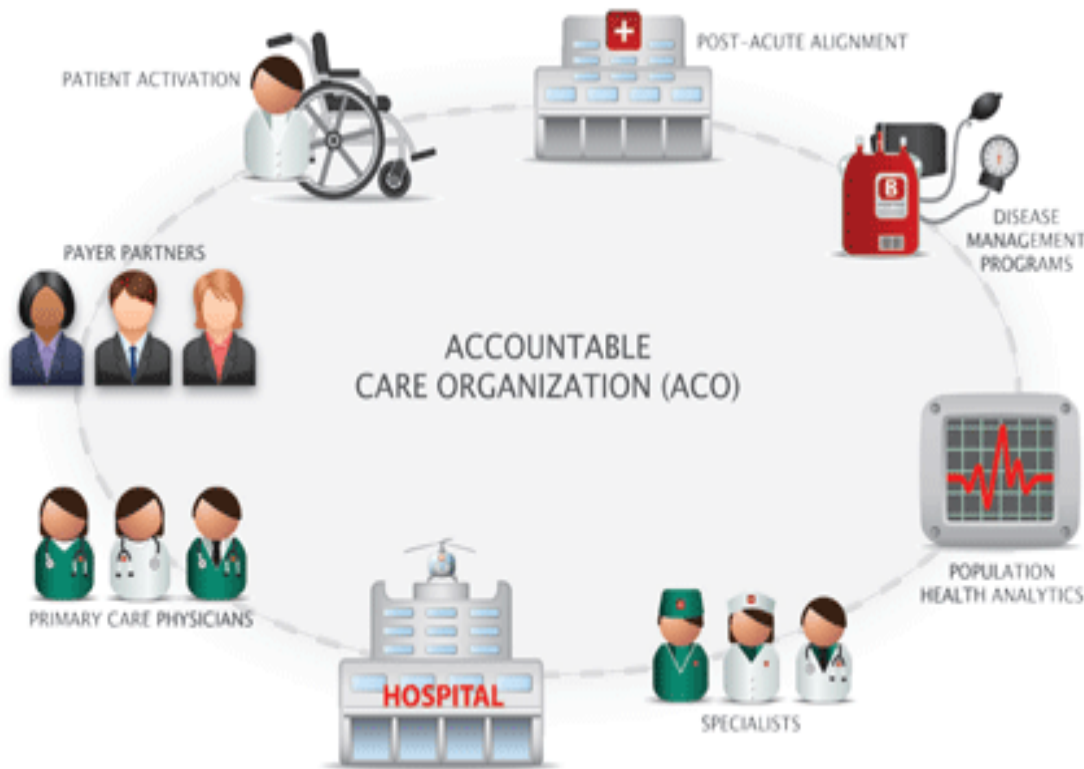 POST-ACUTE ALIGNMENT
PATIENT ACTIVATION
B
DISEASE
MANAGEMENT
PROGRAMS
PAYER PARTNERS
ACCOUNTABLE
CARE ORGANIZATION (ACO)
POPULATION
HEALTH ANALYTICS
PRIMARY CARE PHYSICIANS
HOSPITAL
SPECIALISTS